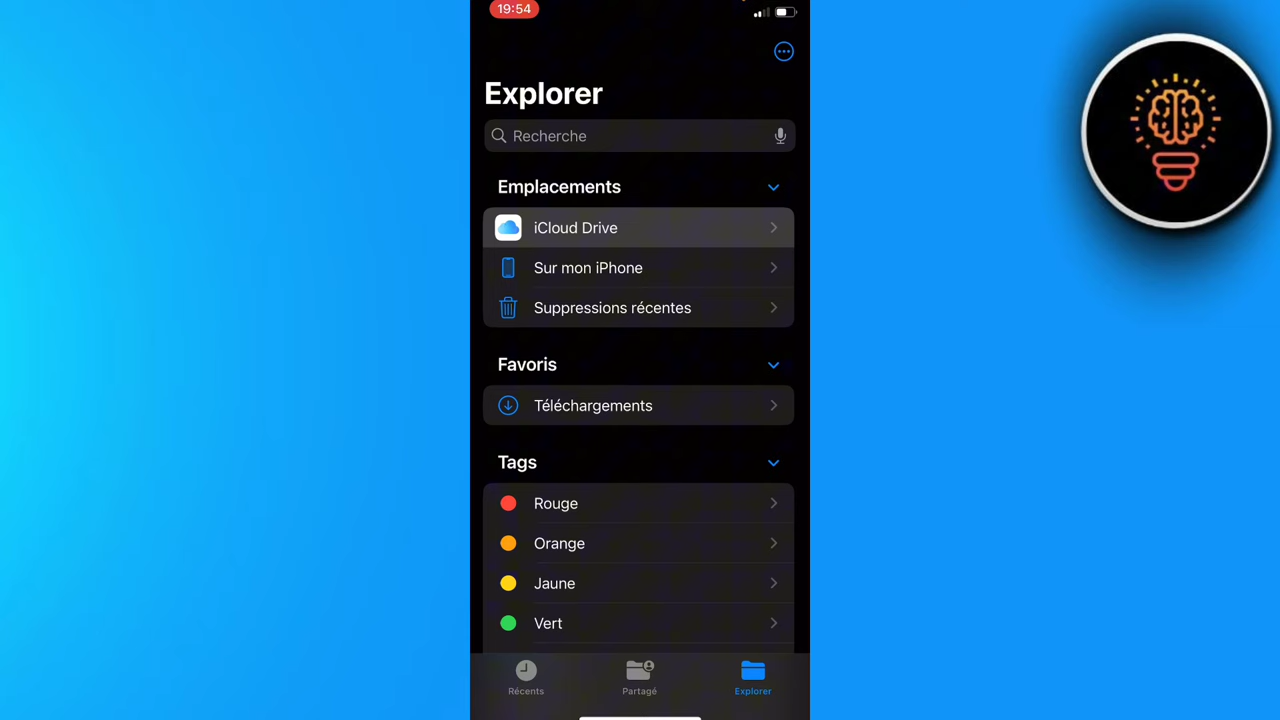 19:54
Explorer
Recherche
Emplacements
iCloud Drive
Sur mon iPhone
Suppressions récentes
Favoris
Téléchargements
Tags
Rouge
Orange
Jaune
Vert
Récents
Partagé
Explorer